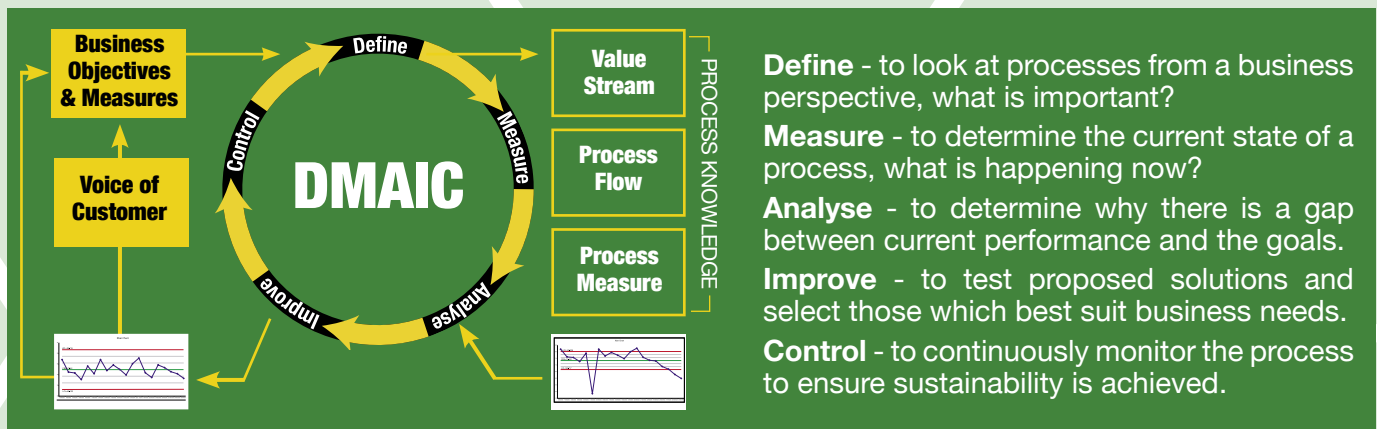 Business
Objectives
& Measures
Voice of
Customer
Define
Measure
Analyse
Improve
Control
DMAIC
Value
Stream
Process
Flow
Process
Measure
PROCESS KNOWLEDGE
Define - to look at processes from a business
perspective, what is important?
Measure - to determine the current state of a
process, what is happening now?
Analyse - to determine why there is a gap
between current performance and the goals.
Improve - to test proposed solutions and
select those which best suit business needs.
Control - to continuously monitor the process
to ensure sustainability is achieved.